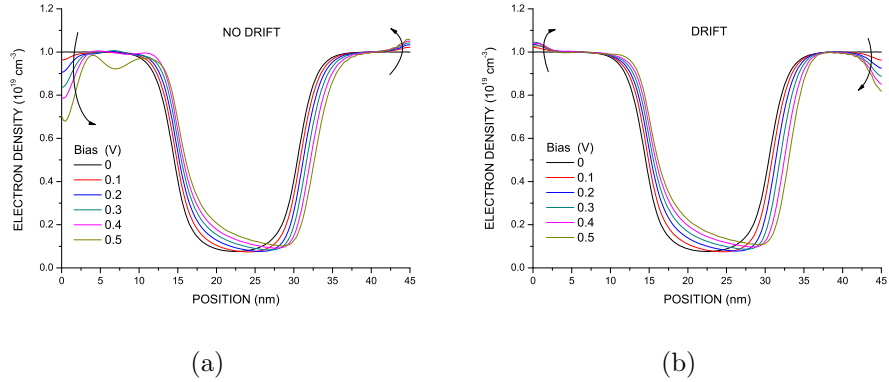 NO DRIFT
ELECTRON DENSITY (10¹⁹ cm⁻³)
1.2
1.0
0.8
0.6
0.4
0.2
0.0
Bias (V)
0
0.1
0.2
0.3
0.4
0.5
0 5 10 15 20 25 30 35 40 45
POSITION (nm)
(a)
DRIFT
ELECTRON DENSITY (10¹⁹ cm⁻³)
1.2
1.0
0.8
0.6
0.4
0.2
0.0
Bias (V)
0
0.1
0.2
0.3
0.4
0.5
0 5 10 15 20 25 30 35 40 45
POSITION (nm)
(b)